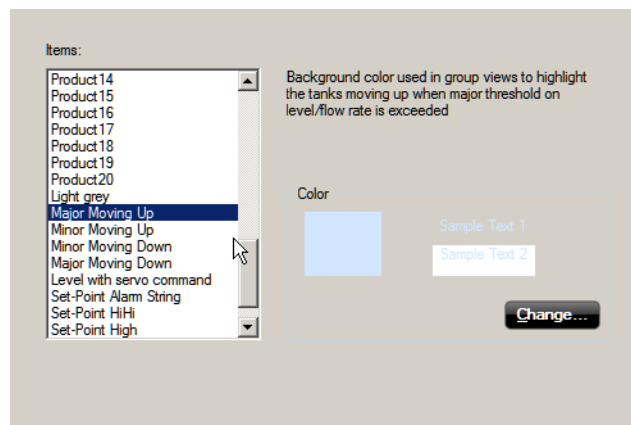 Items:
Product14
Product15
Product16
Product17
Product18
Product19
Product20
Light grey
Major Moving Up
Minor Moving Up
Minor Moving Down
Major Moving Down
Level with servo command
Set-Point Alarm String
Set-Point HiHi
Set-Point High
Background color used in group views to highlight
the tanks moving up when major threshold on
level/flow rate is exceeded
Color
Sample Text 1
Sample Text 2
Change...